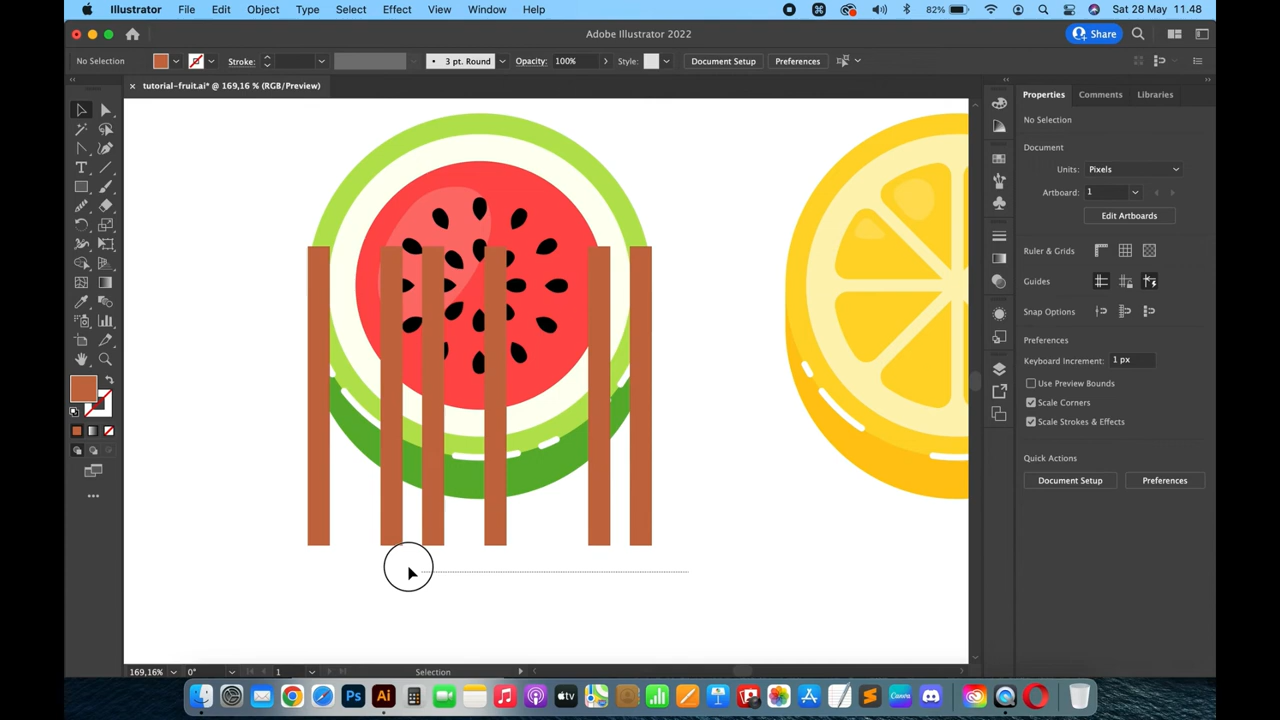 Illustrator File Edit Object Type Select Effect View Window Help 82% Sat 28 May 11.48
Adobe Illustrator 2022 Share
No Selection Stroke: 3 pt. Round Opacity: 100% Style: Document Setup Preferences
tutorial-fruit.ai* @ 169,16 % (RGB/Preview)
Properties Comments Libraries
No Selection
Document
Units: Pixels
Artboard: 1
Edit Artboards
Ruler & Grids
Guides
Snap Options
Preferences
Keyboard Increment: 1 px
Use Preview Bounds
Scale Corners
Scale Strokes & Effects
Quick Actions
Document Setup Preferences
169,16% 0° 1 Selection
Ps Ai tv Canva